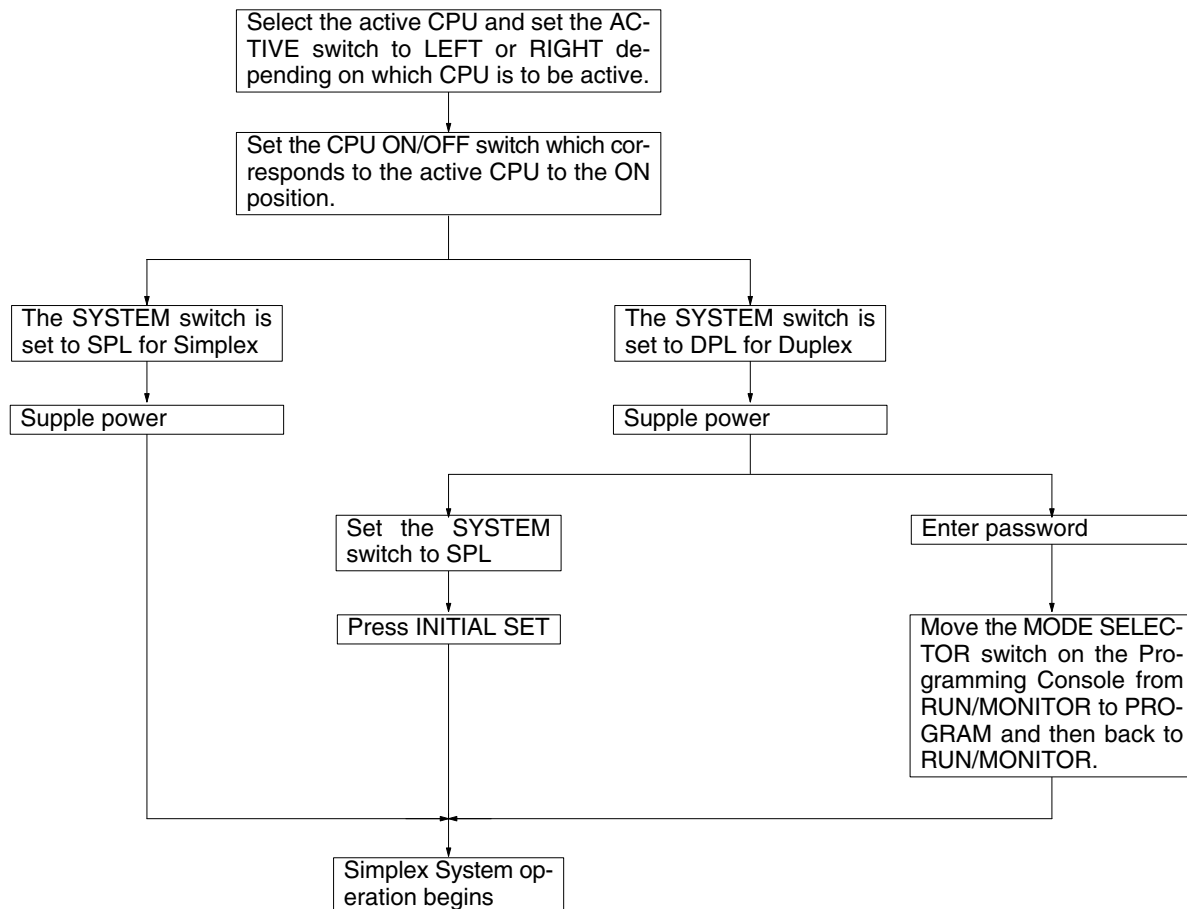 Select the active CPU and set the AC-
TIVE switch to LEFT or RIGHT de-
pending on which CPU is to be active.
Set the CPU ON/OFF switch which cor-
responds to the active CPU to the ON
position.
The SYSTEM switch is
set to SPL for Simplex
The SYSTEM switch is
set to DPL for Duplex
Supple power
Supple power
Set the SYSTEM
switch to SPL
Enter password
Press INITIAL SET
Move the MODE SELEC-
TOR switch on the Pro-
gramming Console from
RUN/MONITOR to PRO-
GRAM and then back to
RUN/MONITOR.
Simplex System op-
eration begins